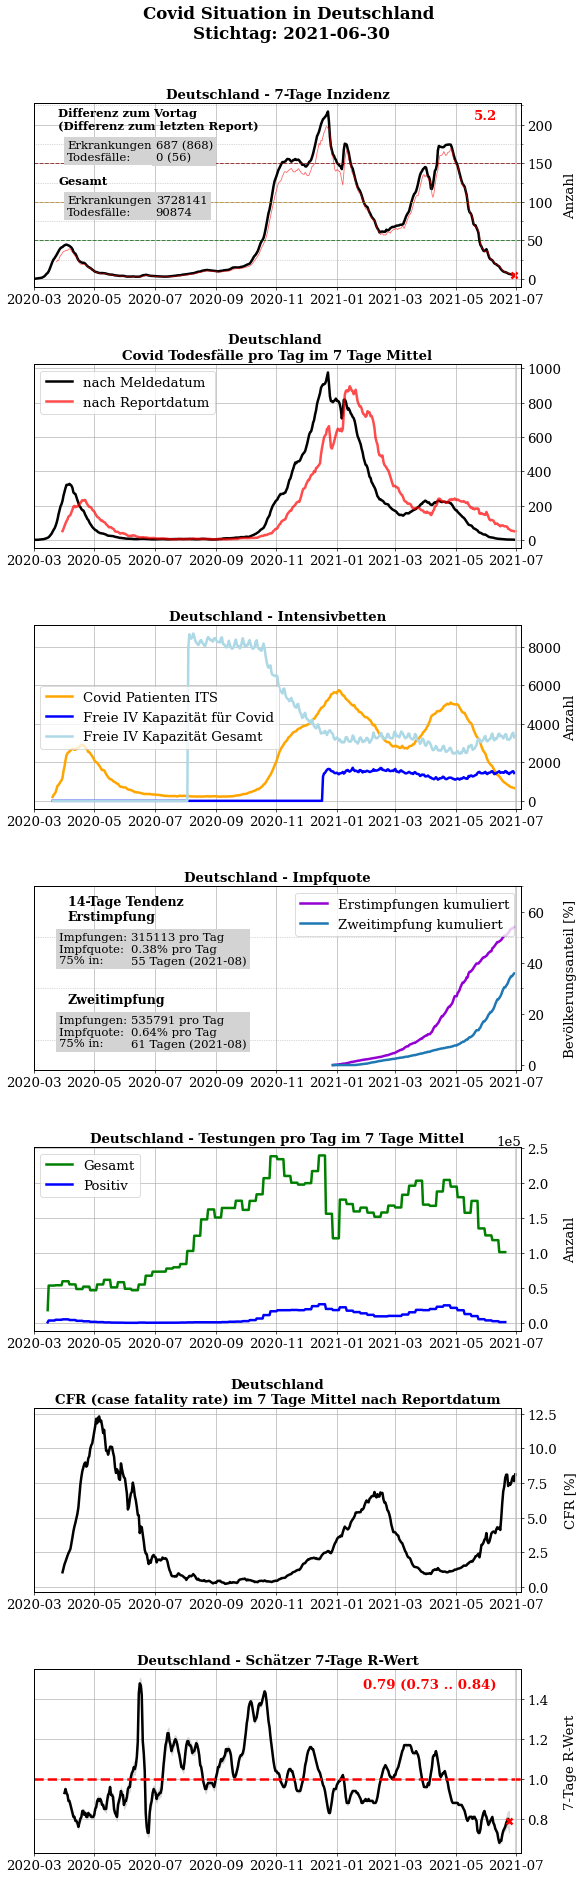 Covid Situation in Deutschland
Stichtag: 2021-06-30
Deutschland - 7-Tage Inzidenz
Differenz zum Vortag
(Differenz zum letzten Report)
Erkrankungen 687 (868)
Todesfälle: 0 (56)
Gesamt
Erkrankungen 3728141
Todesfälle: 90874
5.2
200
150
100
50
0
Anzahl
2020-03 2020-05 2020-07 2020-09 2020-11 2021-01 2021-03 2021-05 2021-07
Deutschland
Covid Todesfälle pro Tag im 7 Tage Mittel
nach Meldedatum
nach Reportdatum
1000
800
600
400
200
0
2020-03 2020-05 2020-07 2020-09 2020-11 2021-01 2021-03 2021-05 2021-07
Deutschland - Intensivbetten
Covid Patienten ITS
Freie IV Kapazität für Covid
Freie IV Kapazität Gesamt
8000
6000
4000
2000
0
Anzahl
2020-03 2020-05 2020-07 2020-09 2020-11 2021-01 2021-03 2021-05 2021-07
Deutschland - Impfquote
14-Tage Tendenz
Erstimpfung
Impfungen: 315113 pro Tag
Impfquote: 0.38% pro Tag
75% in: 55 Tagen (2021-08)
Zweitimpfung
Impfungen: 535791 pro Tag
Impfquote: 0.64% pro Tag
75% in: 61 Tagen (2021-08)
Erstimpfungen kumuliert
Zweitimpfung kumuliert
60
40
20
0
Bevölkerungsanteil [%]
2020-03 2020-05 2020-07 2020-09 2020-11 2021-01 2021-03 2021-05 2021-07
Deutschland - Testungen pro Tag im 7 Tage Mittel
1e5
Gesamt
Positiv
2.5
2.0
1.5
1.0
0.5
0.0
Anzahl
2020-03 2020-05 2020-07 2020-09 2020-11 2021-01 2021-03 2021-05 2021-07
Deutschland
CFR (case fatality rate) im 7 Tage Mittel nach Reportdatum
12.5
10.0
7.5
5.0
2.5
0.0
CFR [%]
2020-03 2020-05 2020-07 2020-09 2020-11 2021-01 2021-03 2021-05 2021-07
Deutschland - Schätzer 7-Tage R-Wert
0.79 (0.73 .. 0.84)
1.4
1.2
1.0
0.8
7-Tage R-Wert
2020-03 2020-05 2020-07 2020-09 2020-11 2021-01 2021-03 2021-05 2021-07